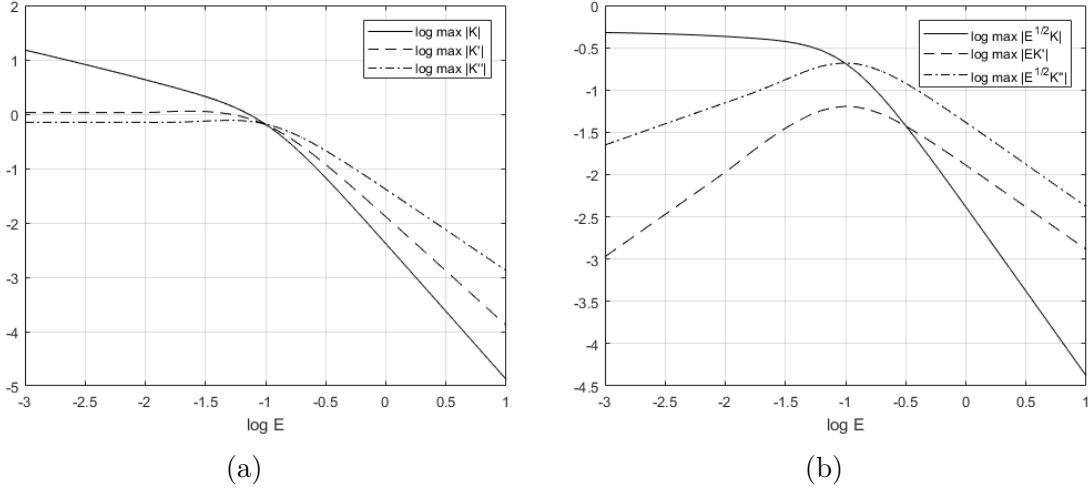 2
1
0
-1
-2
-3
-4
-5
-3 -2.5 -2 -1.5 -1 -0.5 0 0.5 1
log E
log max |K|
log max |K'|
log max |K''|
(a)
0
-0.5
-1
-1.5
-2
-2.5
-3
-3.5
-4
-4.5
-3 -2.5 -2 -1.5 -1 -0.5 0 0.5 1
log E
log max |E^1/2K|
log max |EK'|
log max |E^1/2K''|
(b)